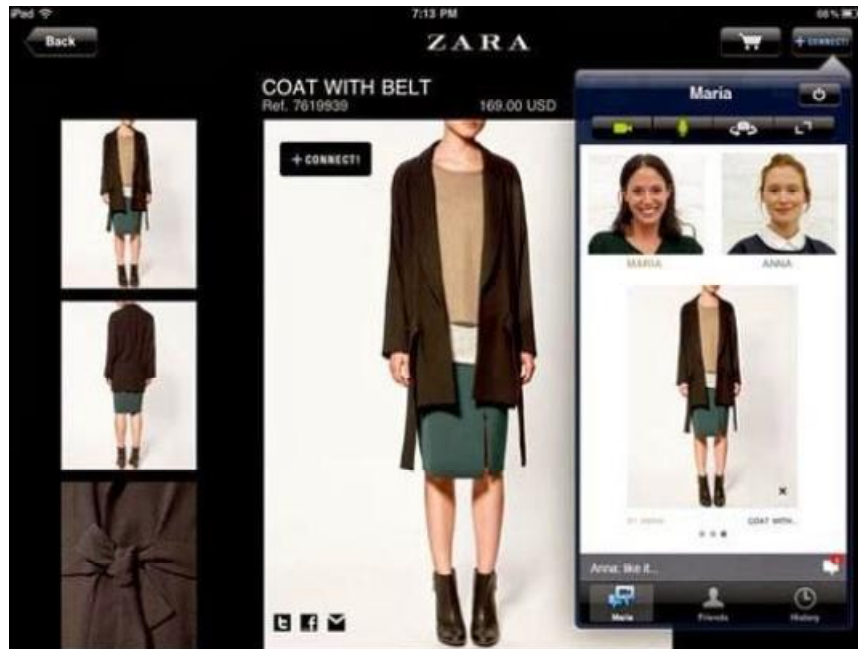 iPad 7:13 PM 66%
Back ZARA + CONNECT!
COAT WITH BELT
Ref. 7619939 169.00 USD
+ CONNECT!
Maria
MARIA ANNA
COAT WITH...
Anna: like it...
Maria Friends History